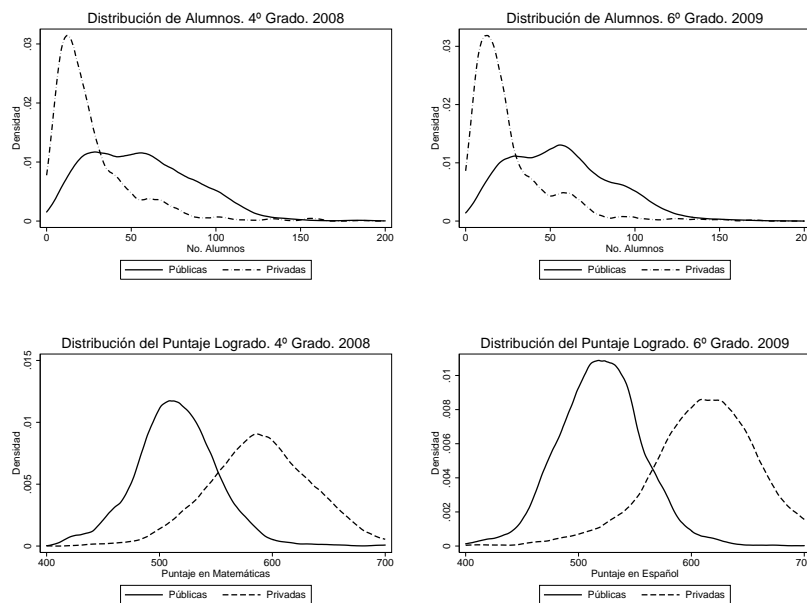 Distribución de Alumnos. 4º Grado. 2008
Densidad
0 .01 .02 .03
0 50 100 150 200
No. Alumnos
Públicas Privadas
Distribución de Alumnos. 6º Grado. 2009
Densidad
0 .01 .02 .03
0 50 100 150 200
No. Alumnos
Públicas Privadas
Distribución del Puntaje Logrado. 4º Grado. 2008
Densidad
0 .005 .01 .015
400 500 600 700
Puntaje en Matemáticas
Públicas Privadas
Distribución del Puntaje Logrado. 6º Grado. 2009
Densidad
0 .002 .004 .006 .008 .01
400 500 600 700
Puntaje en Español
Públicas Privadas